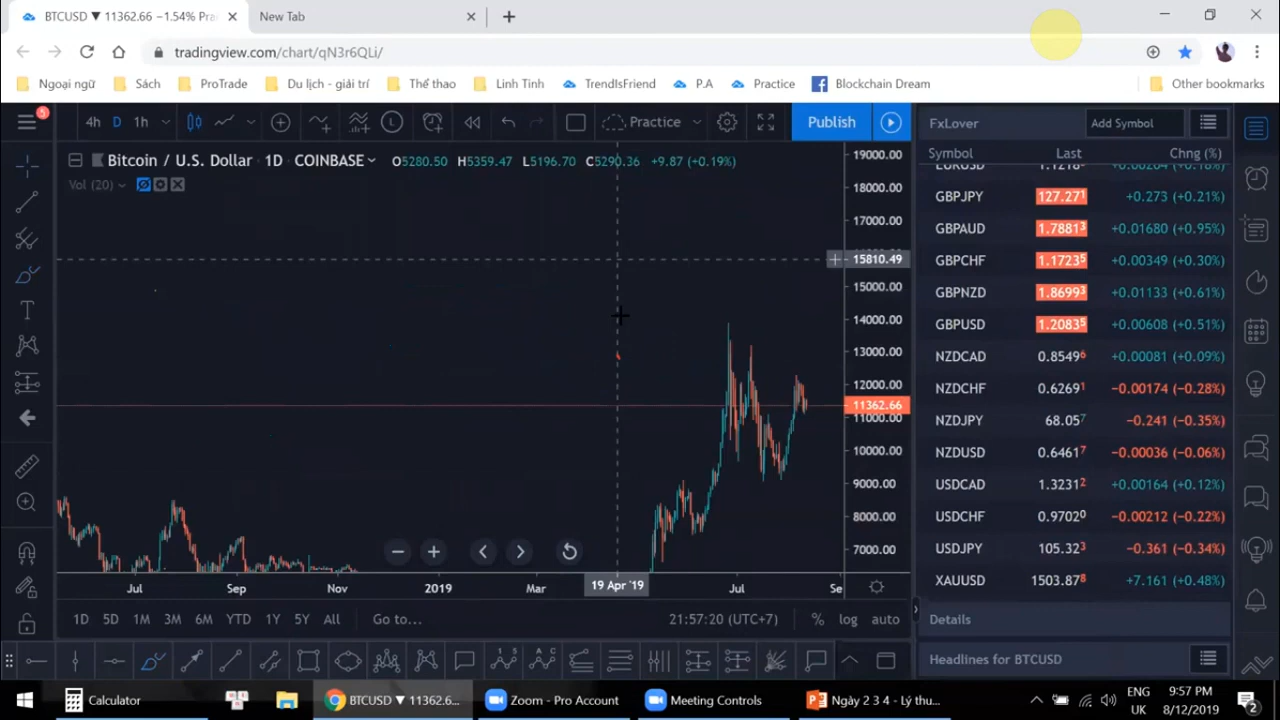 BTCUSD ▼ 11362.66 −1.54% Pra
New Tab
tradingview.com/chart/qN3r6QLi/
Ngoại ngữ Sách ProTrade Du lịch - giải trí Thể thao Linh Tinh TrendIsFriend P.A Practice Blockchain Dream Other bookmarks
5
4h D 1h Practice Publish
FxLover Add Symbol
Bitcoin / U.S. Dollar 1D COINBASE O5280.50 H5359.47 L5196.70 C5290.36 +9.87 (+0.19%)
Vol (20)
Symbol Last Chng (%)
EURUSD
GBPJPY 127.271 +0.273 (+0.21%)
GBPAUD 1.78813 +0.01680 (+0.95%)
GBPCHF 1.17235 +0.00349 (+0.30%)
GBPNZD 1.86993 +0.01133 (+0.61%)
GBPUSD 1.20835 +0.00608 (+0.51%)
NZDCAD 0.85496 +0.00081 (+0.09%)
NZDCHF 0.62691 −0.00174 (−0.28%)
NZDJPY 68.057 −0.241 (−0.35%)
NZDUSD 0.64617 −0.00036 (−0.06%)
USDCAD 1.32312 +0.00164 (+0.12%)
USDCHF 0.97020 −0.00212 (−0.22%)
USDJPY 105.323 −0.361 (−0.34%)
XAUUSD 1503.878 +7.161 (+0.48%)
Details
Headlines for BTCUSD
19000.00
18000.00
17000.00
15810.49
15000.00
14000.00
13000.00
12000.00
11362.66
11000.00
10000.00
9000.00
8000.00
7000.00
Jul Sep Nov 2019 Mar 19 Apr '19 Jul Se
1D 5D 1M 3M 6M YTD 1Y 5Y All Go to... 21:57:20 (UTC+7) % log auto
Calculator BTCUSD ▼ 11362.6... Zoom - Pro Account Meeting Controls Ngày 2 3 4 - Lý thu...
ENG
UK
9:57 PM
8/12/2019
2